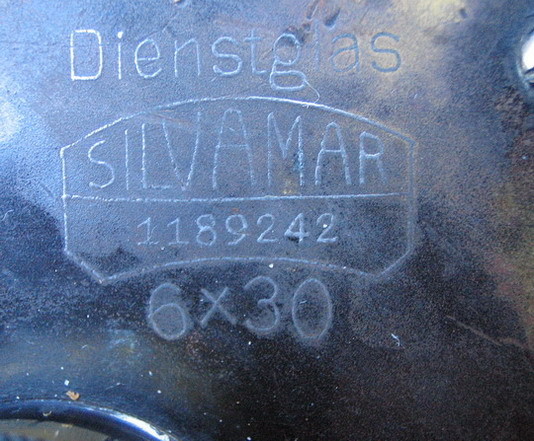 Dienstglas
SILVAMAR
1189242
6×30